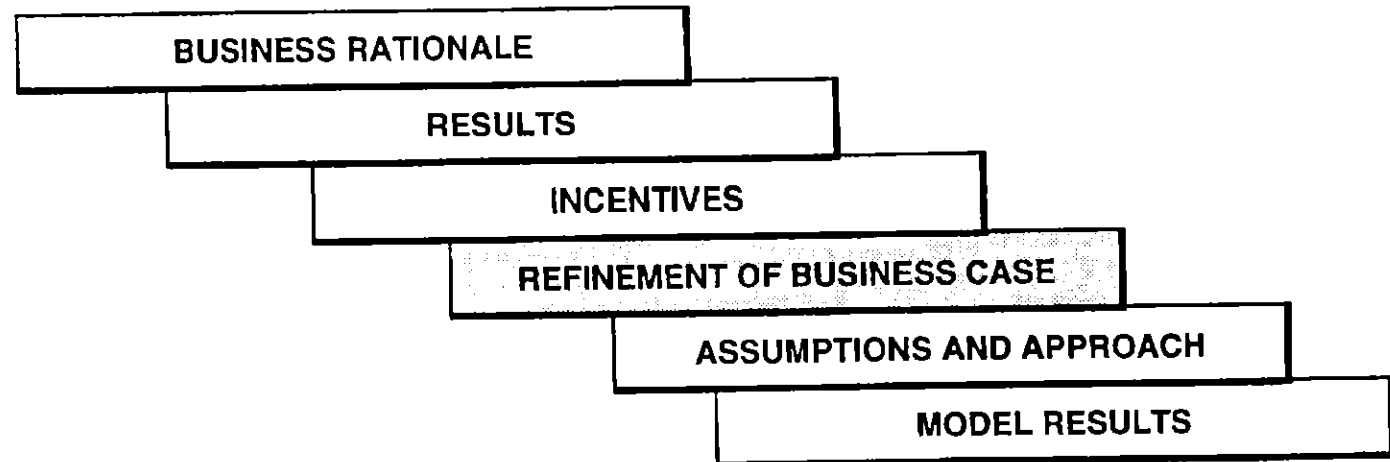 BUSINESS RATIONALE
RESULTS
INCENTIVES
REFINEMENT OF BUSINESS CASE
ASSUMPTIONS AND APPROACH
MODEL RESULTS